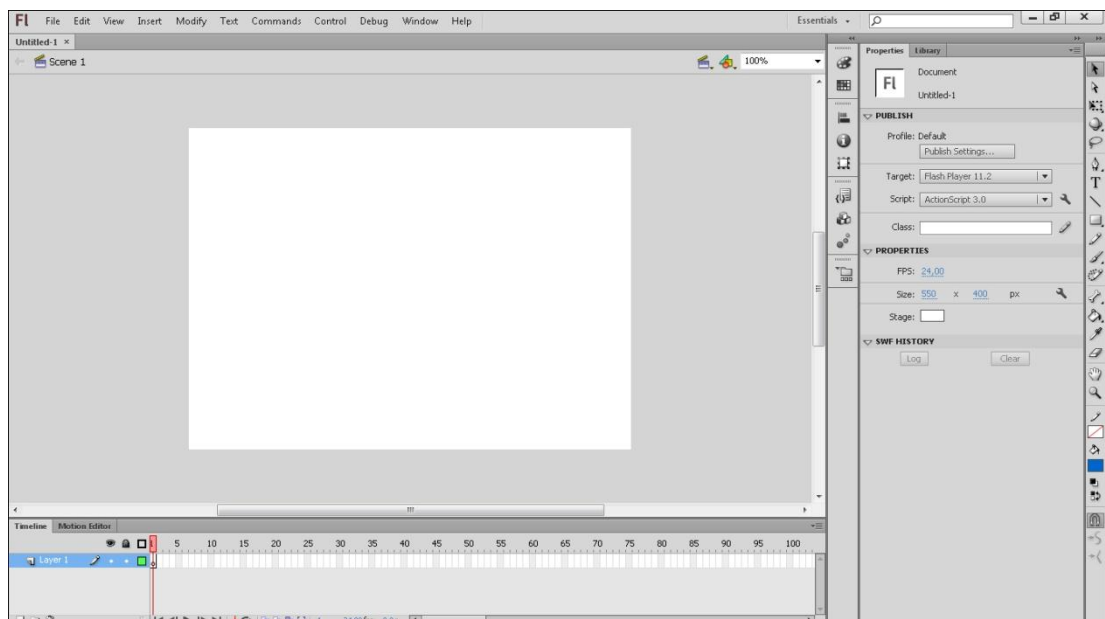 Fl File Edit View Insert Modify Text Commands Control Debug Window Help Essentials
Untitled-1 ×
Scene 1 100%
Properties Library
Fl Document
Untitled-1
PUBLISH
Profile: Default
Publish Settings...
Target: Flash Player 11.2
Script: ActionScript 3.0
Class:
PROPERTIES
FPS: 24,00
Size: 550 x 400 px
Stage:
SWF HISTORY
Log Clear
T
Timeline Motion Editor
1 5 10 15 20 25 30 35 40 45 50 55 60 65 70 75 80 85 90 95 100
Layer 1